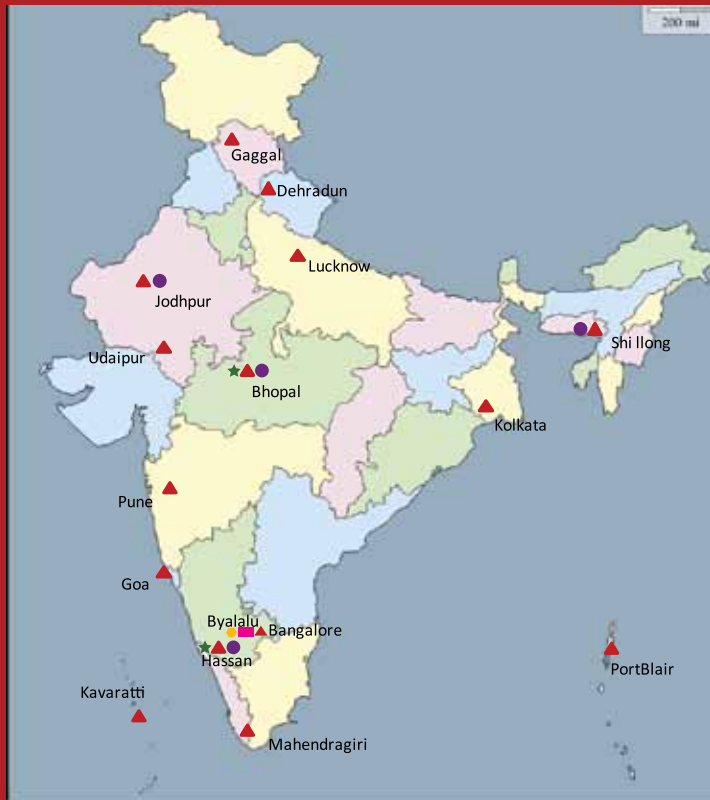 200 mi
Gaggal
Dehradun
Lucknow
Jodhpur
Shi llong
Udaipur
Bhopal
Kolkata
Pune
Goa
Byalalu
Bangalore
Hassan
PortBlair
Kavaratti
Mahendragiri